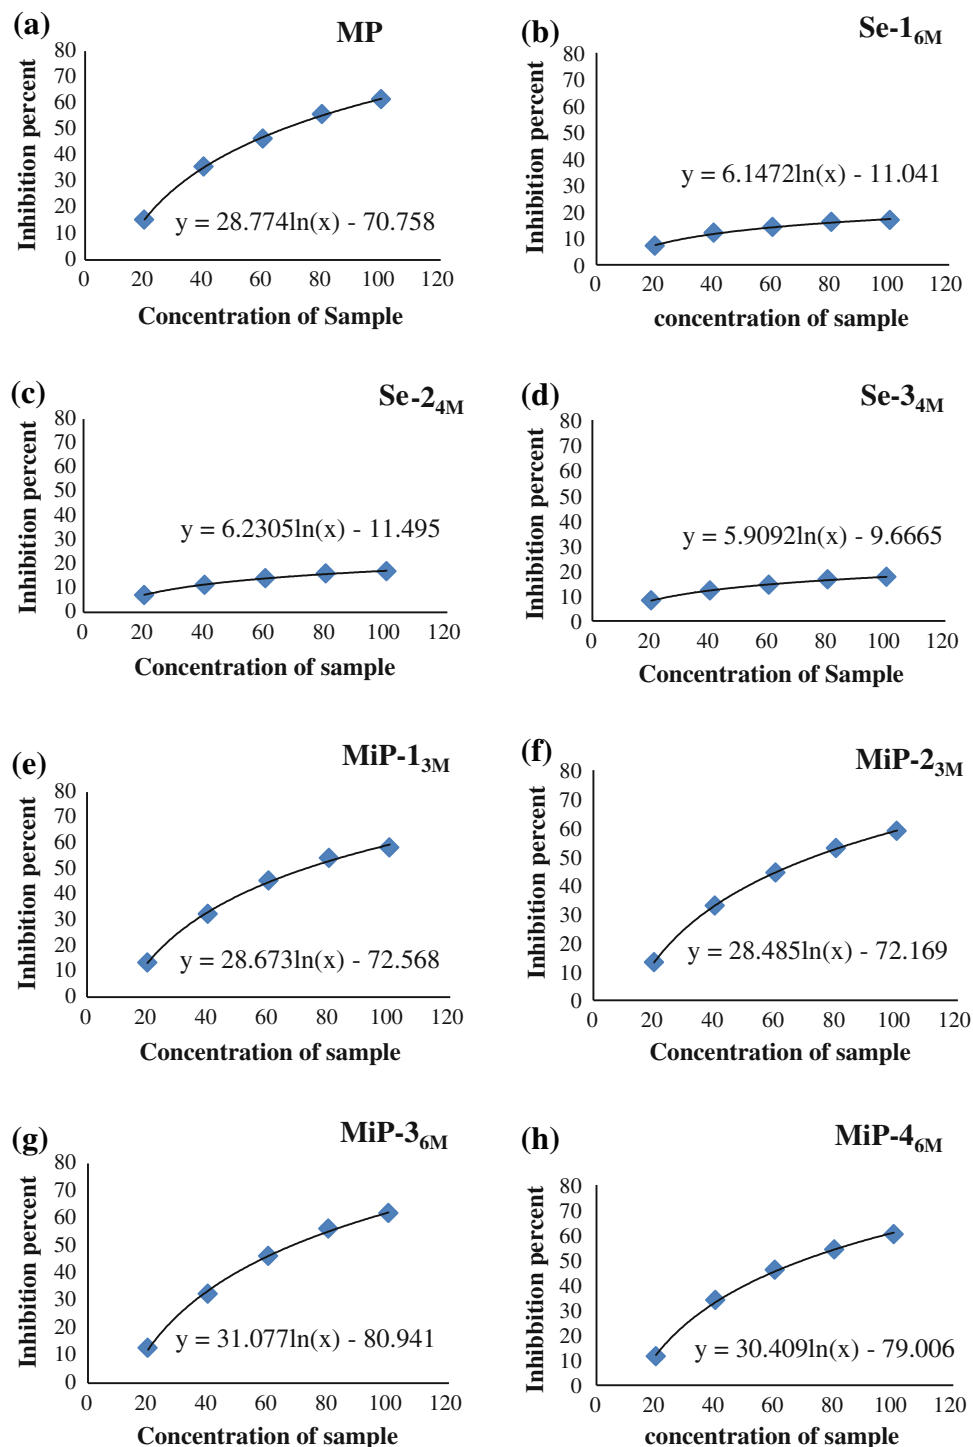 (a)
MP
80
70
60
50
40
30
20
10
0
Inhibition percent
y = 28.774ln(x) - 70.758
0 20 40 60 80 100 120
Concentration of Sample
(b)
Se-1₆M
80
70
60
50
40
30
20
10
0
Inhibition percent
y = 6.1472ln(x) - 11.041
0 20 40 60 80 100 120
concentration of sample
(c)
Se-2₄M
80
70
60
50
40
30
20
10
0
Inhibition percent
y = 6.2305ln(x) - 11.495
0 20 40 60 80 100 120
Concentration of sample
(d)
Se-3₄M
80
70
60
50
40
30
20
10
0
Inhibition percent
y = 5.9092ln(x) - 9.6665
0 20 40 60 80 100 120
Concentration of Sample
(e)
MiP-1₃M
80
70
60
50
40
30
20
10
0
Inhibition percent
y = 28.673ln(x) - 72.568
0 20 40 60 80 100 120
Concentration of sample
(f)
MiP-2₃M
80
70
60
50
40
30
20
10
0
Inhibition percent
y = 28.485ln(x) - 72.169
0 20 40 60 80 100 120
Concentration of sample
(g)
MiP-3₆M
80
70
60
50
40
30
20
10
0
Inhibition percent
y = 31.077ln(x) - 80.941
0 20 40 60 80 100 120
Concentration of sample
(h)
MiP-4₆M
80
70
60
50
40
30
20
10
0
Inhibbition percent
y = 30.409ln(x) - 79.006
0 20 40 60 80 100 120
concentration of sample